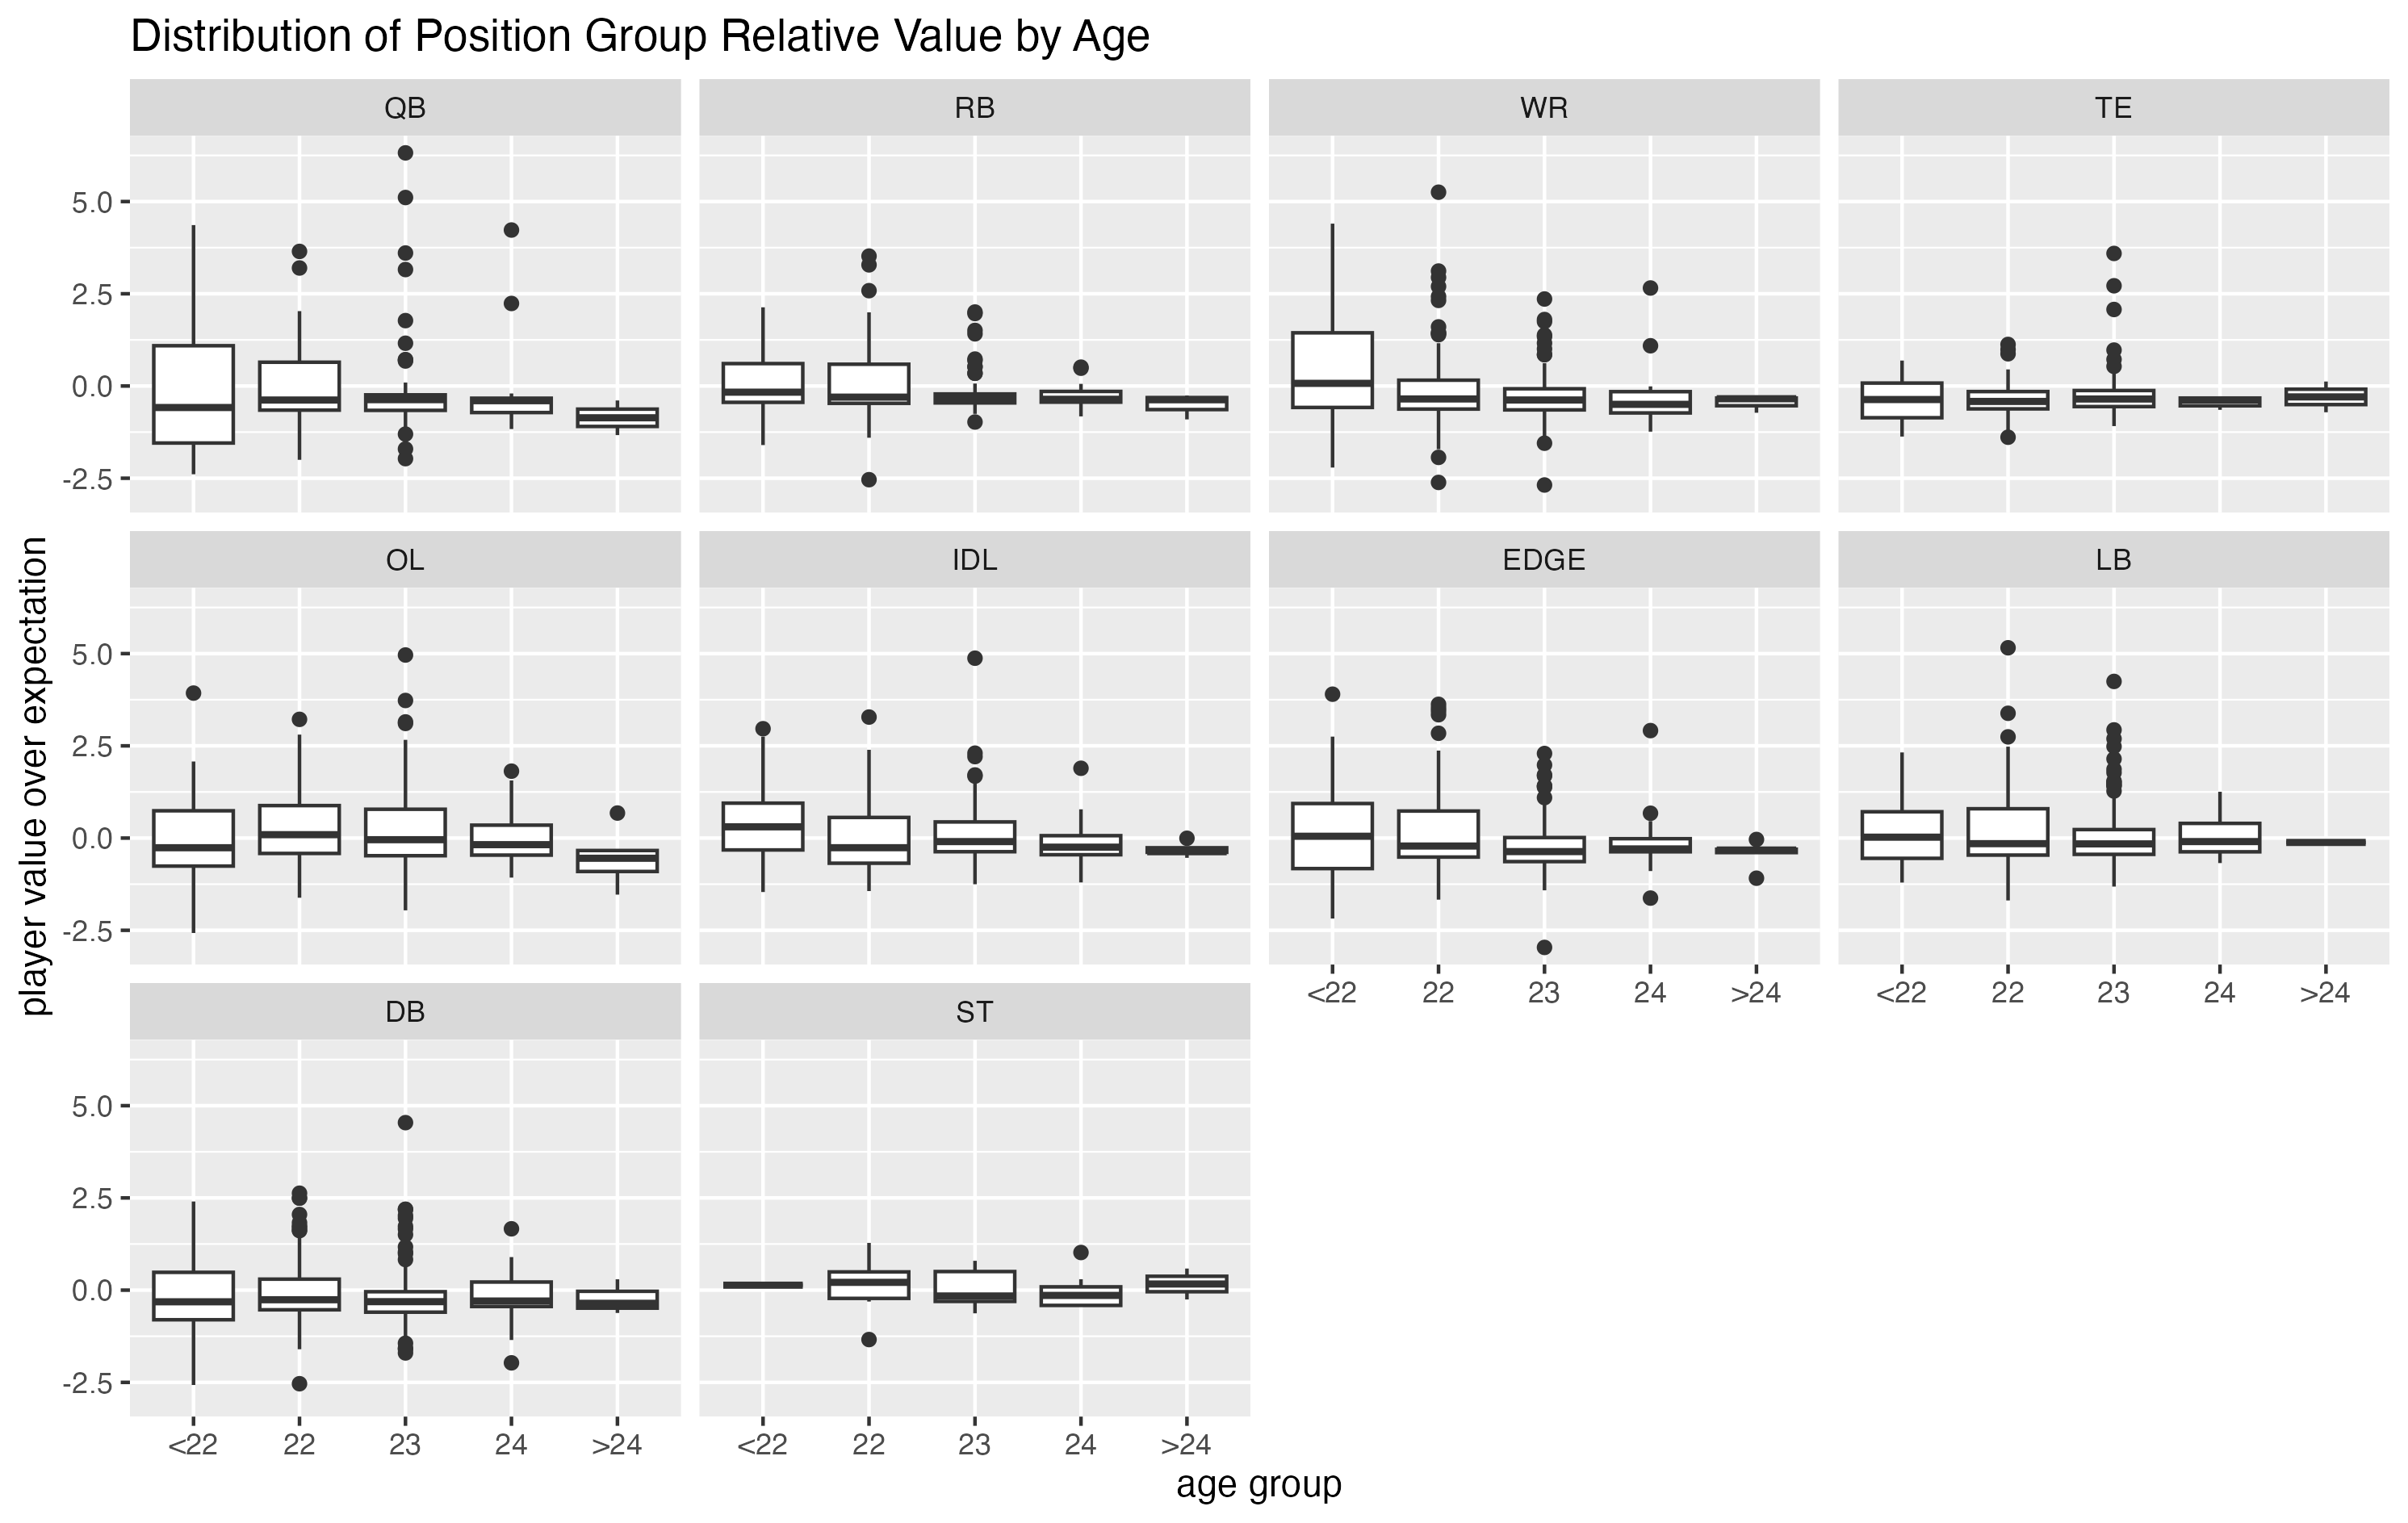 Distribution of Position Group Relative Value by Age
QB RB WR TE
5.0
2.5
0.0
-2.5
OL IDL EDGE LB
5.0
2.5
0.0
-2.5
<22 22 23 24 >24 <22 22 23 24 >24
DB ST
5.0
2.5
0.0
-2.5
<22 22 23 24 >24 <22 22 23 24 >24
age group
player value over expectation